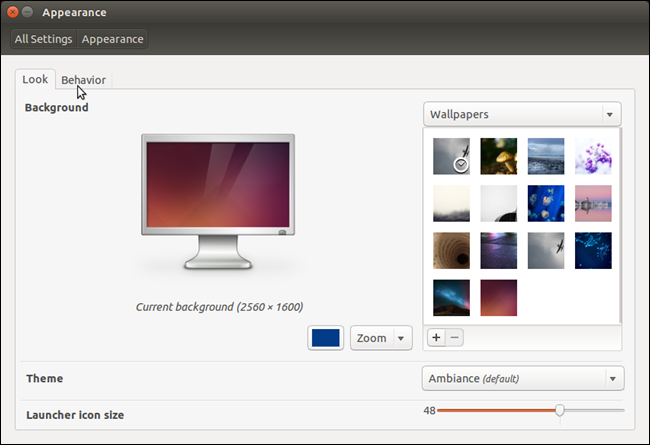 Appearance
All Settings Appearance
Look Behavior
Background
Wallpapers
Current background (2560 × 1600)
Zoom
+ −
Theme
Ambiance (default)
Launcher icon size
48